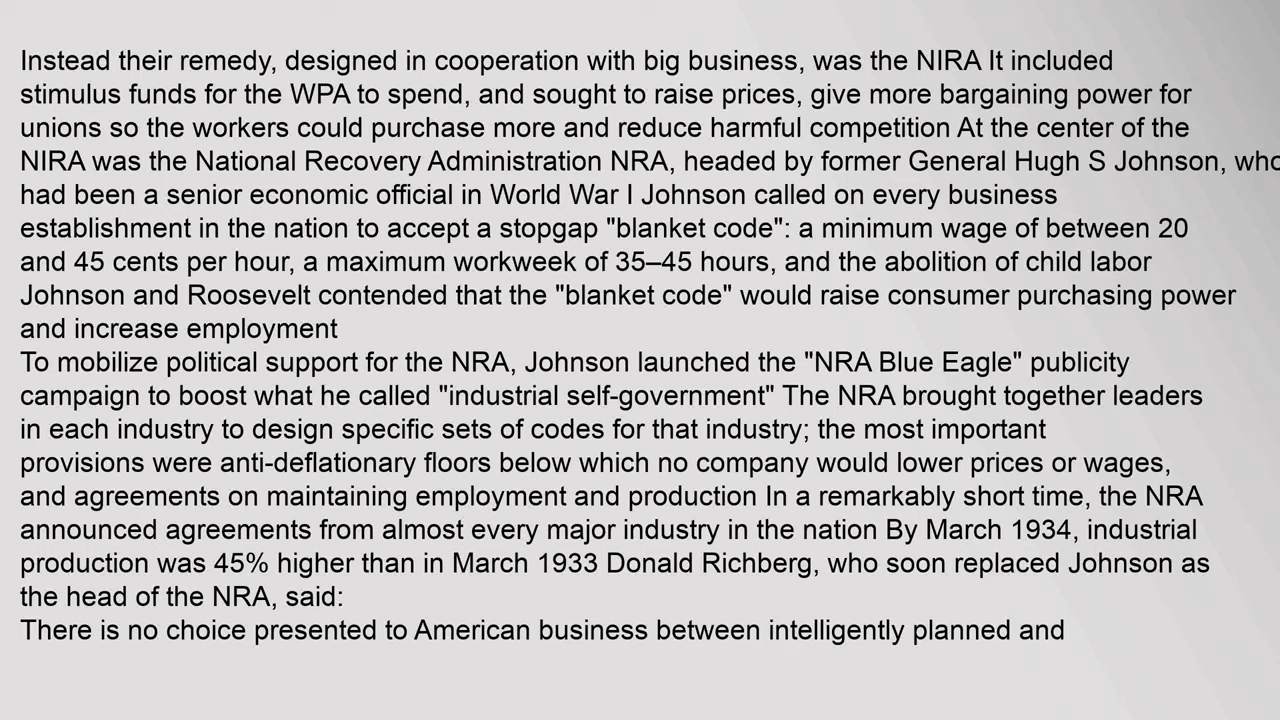 Instead their remedy, designed in cooperation with big business, was the NIRA It included
stimulus funds for the WPA to spend, and sought to raise prices, give more bargaining power for
unions so the workers could purchase more and reduce harmful competition At the center of the
NIRA was the National Recovery Administration NRA, headed by former General Hugh S Johnson, who
had been a senior economic official in World War I Johnson called on every business
establishment in the nation to accept a stopgap "blanket code": a minimum wage of between 20
and 45 cents per hour, a maximum workweek of 35–45 hours, and the abolition of child labor
Johnson and Roosevelt contended that the "blanket code" would raise consumer purchasing power
and increase employment
To mobilize political support for the NRA, Johnson launched the "NRA Blue Eagle" publicity
campaign to boost what he called "industrial self-government" The NRA brought together leaders
in each industry to design specific sets of codes for that industry; the most important
provisions were anti-deflationary floors below which no company would lower prices or wages,
and agreements on maintaining employment and production In a remarkably short time, the NRA
announced agreements from almost every major industry in the nation By March 1934, industrial
production was 45% higher than in March 1933 Donald Richberg, who soon replaced Johnson as
the head of the NRA, said:
There is no choice presented to American business between intelligently planned and